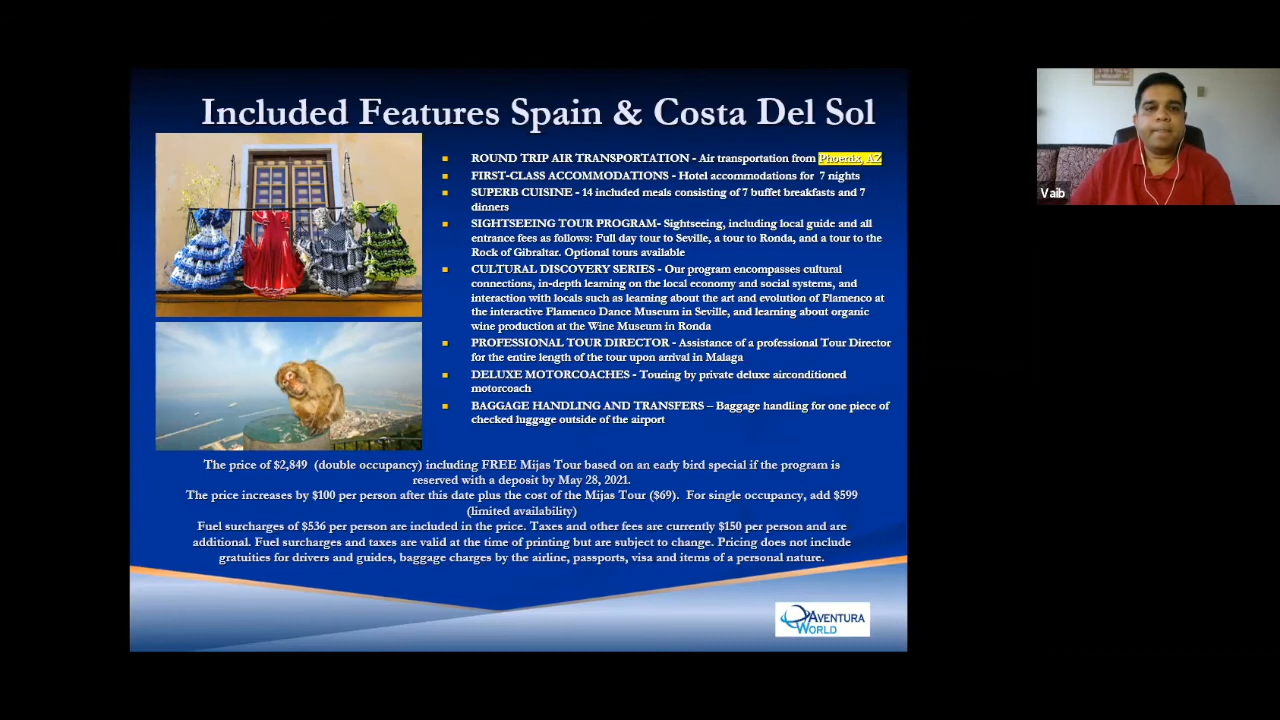 Included Features Spain & Costa Del Sol
ROUND TRIP AIR TRANSPORTATION - Air transportation from Phoenix, AZ
FIRST-CLASS ACCOMMODATIONS - Hotel accommodations for 7 nights
SUPERB CUISINE - 14 included meals consisting of 7 buffet breakfasts and 7
dinners
SIGHTSEEING TOUR PROGRAM- Sightseeing, including local guide and all
entrance fees as follows: Full day tour to Seville, a tour to Ronda, and a tour to the
Rock of Gibraltar. Optional tours available
CULTURAL DISCOVERY SERIES - Our program encompasses cultural
connections, in-depth learning on the local economy and social systems, and
interaction with locals such as learning about the art and evolution of Flamenco at
the interactive Flamenco Dance Museum in Seville, and learning about organic
wine production at the Wine Museum in Ronda
PROFESSIONAL TOUR DIRECTOR - Assistance of a professional Tour Director
for the entire length of the tour upon arrival in Malaga
DELUXE MOTORCOACHES - Touring by private deluxe airconditioned
motorcoach
BAGGAGE HANDLING AND TRANSFERS – Baggage handling for one piece of
checked luggage outside of the airport
The price of $2,849 (double occupancy) including FREE Mijas Tour based on an early bird special if the program is
reserved with a deposit by May 28, 2021.
The price increases by $100 per person after this date plus the cost of the Mijas Tour ($69). For single occupancy, add $599
(limited availability)
Fuel surcharges of $536 per person are included in the price. Taxes and other fees are currently $150 per person and are
additional. Fuel surcharges and taxes are valid at the time of printing but are subject to change. Pricing does not include
gratuities for drivers and guides, baggage charges by the airline, passports, visa and items of a personal nature.
AVENTURA
WORLD
Vaib